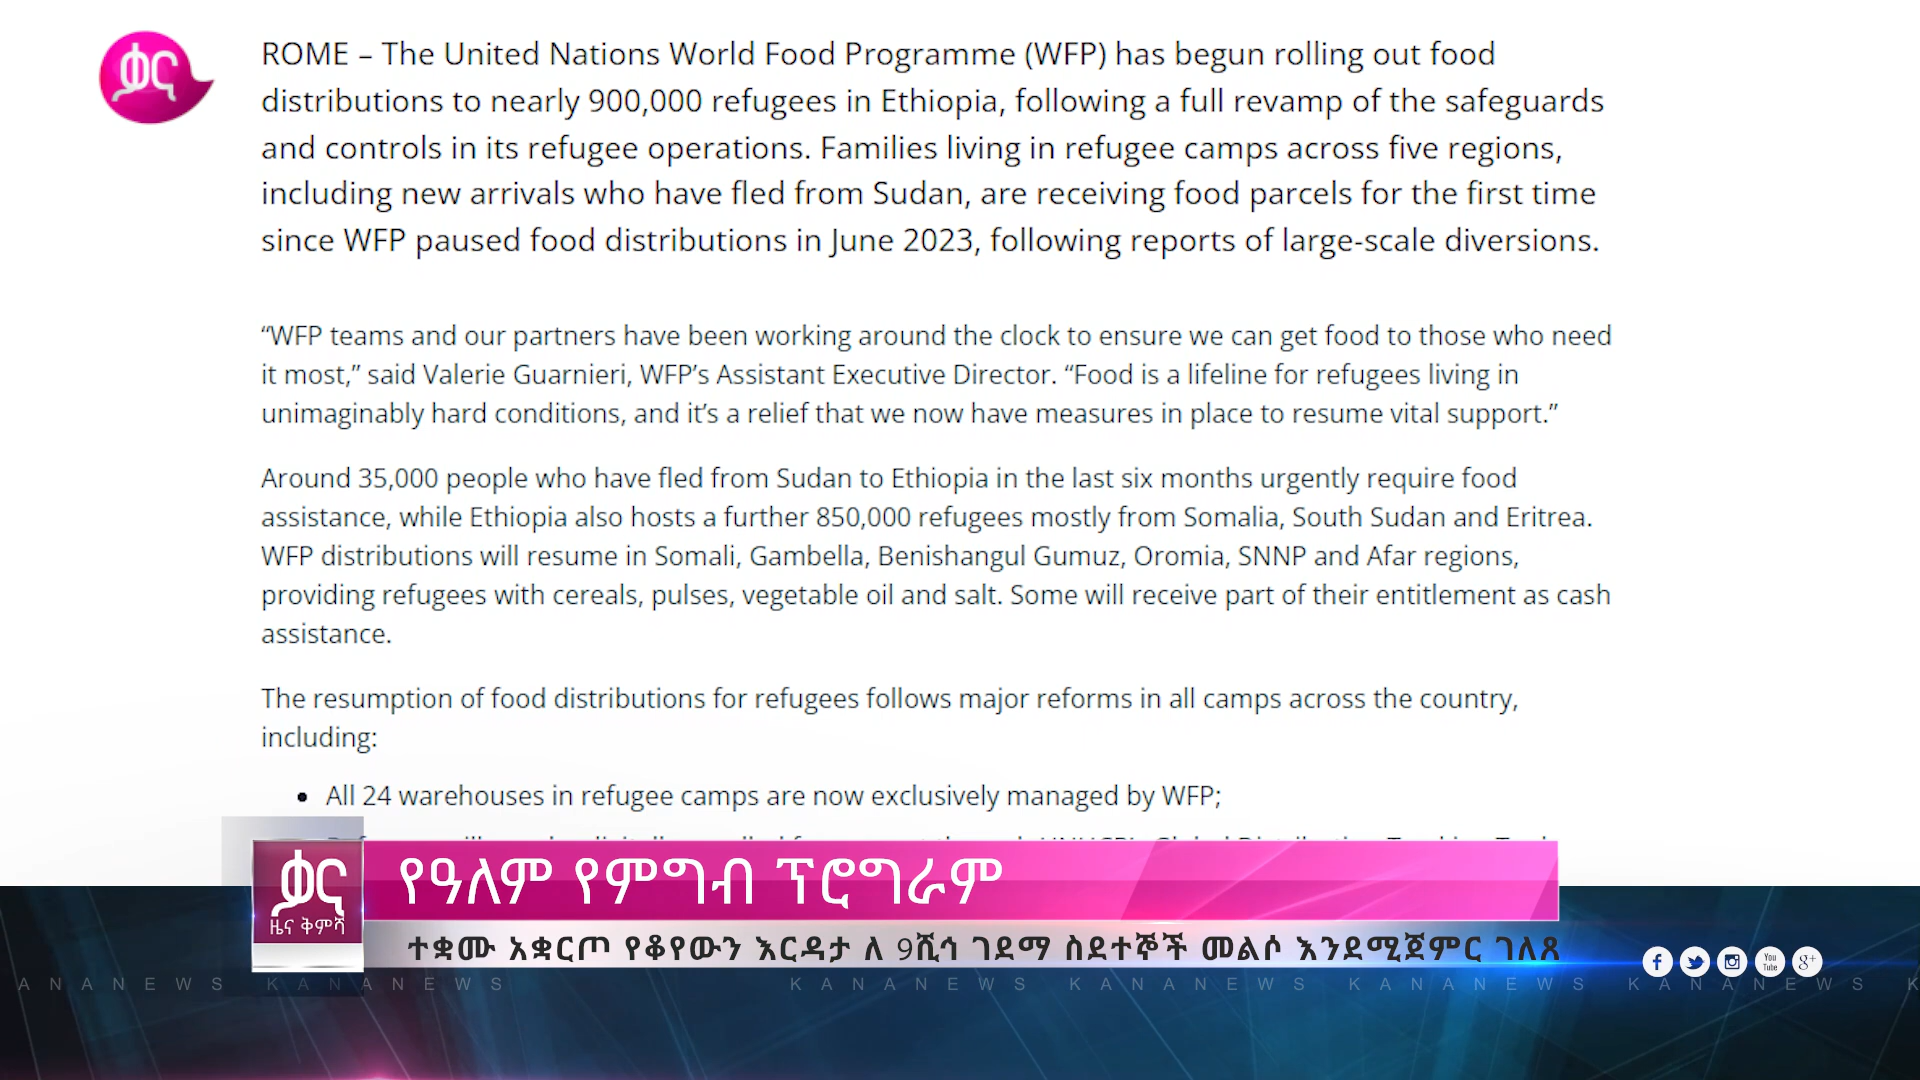 ቃና
ROME – The United Nations World Food Programme (WFP) has begun rolling out food
distributions to nearly 900,000 refugees in Ethiopia, following a full revamp of the safeguards
and controls in its refugee operations. Families living in refugee camps across five regions,
including new arrivals who have fled from Sudan, are receiving food parcels for the first time
since WFP paused food distributions in June 2023, following reports of large-scale diversions.
“WFP teams and our partners have been working around the clock to ensure we can get food to those who need
it most,” said Valerie Guarnieri, WFP’s Assistant Executive Director. “Food is a lifeline for refugees living in
unimaginably hard conditions, and it’s a relief that we now have measures in place to resume vital support.”
Around 35,000 people who have fled from Sudan to Ethiopia in the last six months urgently require food
assistance, while Ethiopia also hosts a further 850,000 refugees mostly from Somalia, South Sudan and Eritrea.
WFP distributions will resume in Somali, Gambella, Benishangul Gumuz, Oromia, SNNP and Afar regions,
providing refugees with cereals, pulses, vegetable oil and salt. Some will receive part of their entitlement as cash
assistance.
The resumption of food distributions for refugees follows major reforms in all camps across the country,
including:
• All 24 warehouses in refugee camps are now exclusively managed by WFP;
ቃና
ዜና ቅምሻ
የዓለም የምግብ ፕሮግራም
ተቋሙ አቋርጦ የቆየውን እርዳታ ለ 9ሺኅ ገደማ ስደተኞች መልሶ እንደሚጀምር ገለጸ
You Tube
g+
ANANEWS KANANEWS KANANEWS KANANEWS KANANEWS KANANEWS K